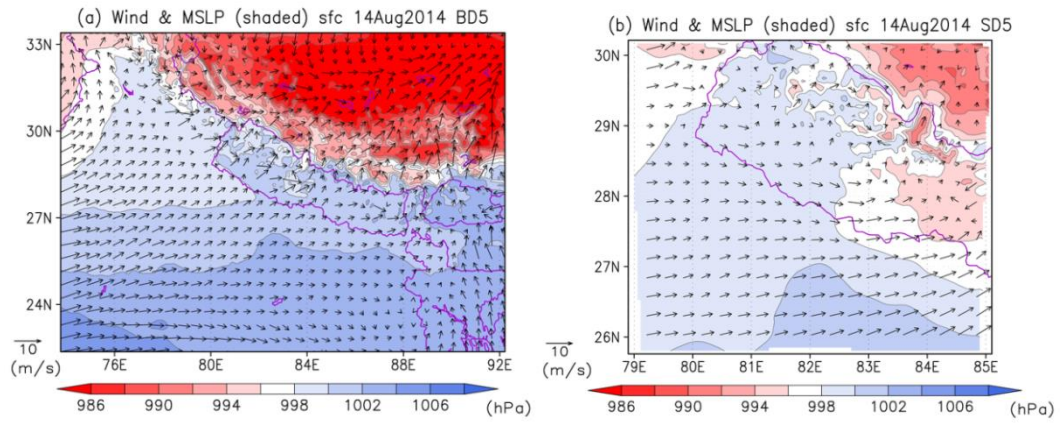 (a) Wind & MSLP (shaded) sfc 14Aug2014 BD5
33N
30N
27N
24N
76E 80E 84E 88E 92E
10
(m/s)
986 990 994 998 1002 1006 (hPa)
(b) Wind & MSLP (shaded) sfc 14Aug2014 SD5
30N
29N
28N
27N
26N
79E 80E 81E 82E 83E 84E 85E
10
(m/s)
986 990 994 998 1002 1006 (hPa)